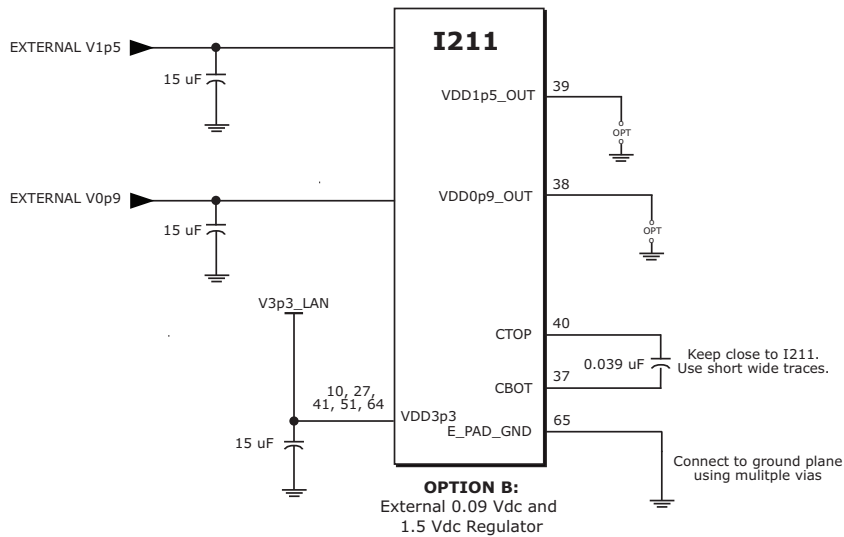 I211
EXTERNAL V1p5
15 uF
VDD1p5_OUT
39
OPT
EXTERNAL V0p9
15 uF
VDD0p9_OUT
38
OPT
V3p3_LAN
CTOP
40
0.039 uF
Keep close to I211.
Use short wide traces.
CBOT
37
10, 27,
41, 51, 64
VDD3p3
15 uF
E_PAD_GND
65
Connect to ground plane
using mulitple vias
OPTION B:
External 0.09 Vdc and
1.5 Vdc Regulator